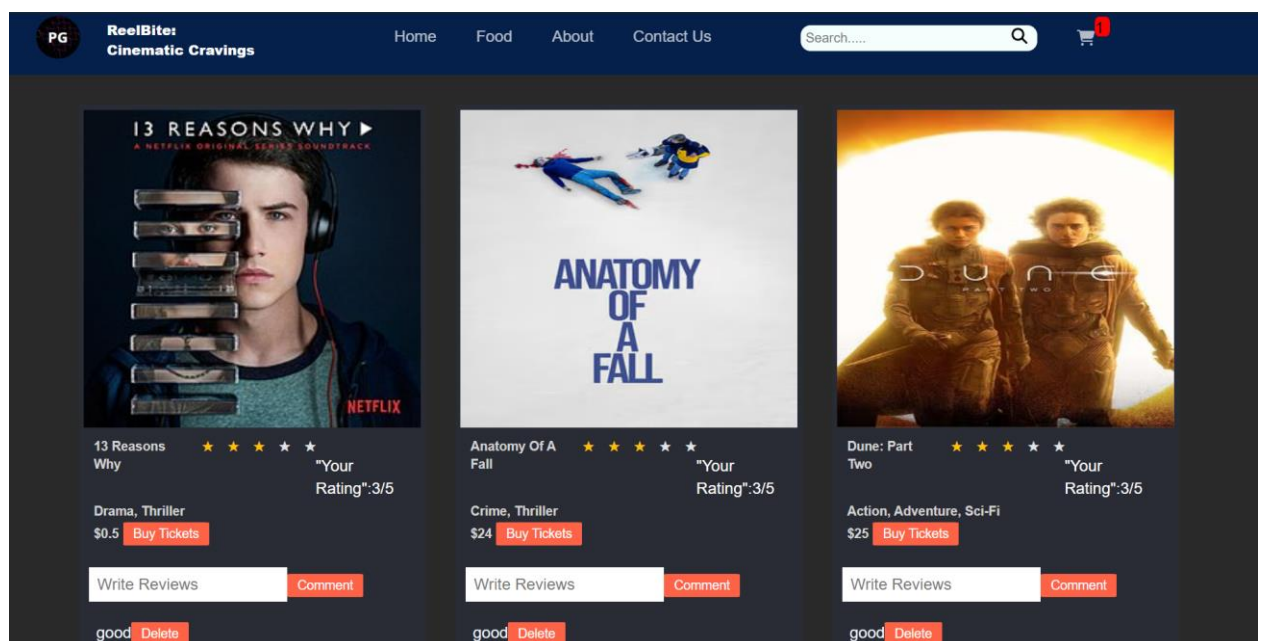 PG
ReelBite:
Cinematic Cravings
Home
Food
About
Contact Us
Search.....
1
13 REASONS WHY
A NETFLIX ORIGINAL SERIES SOUNDTRACK
NETFLIX
13 Reasons
Why
"Your
Rating":3/5
Drama, Thriller
$0.5 Buy Tickets
Write Reviews
Comment
good Delete
ANATOMY
OF
A
FALL
Anatomy Of A
Fall
"Your
Rating":3/5
Crime, Thriller
$24 Buy Tickets
Write Reviews
Comment
good Delete
DUNE
PART TWO
Dune: Part
Two
"Your
Rating":3/5
Action, Adventure, Sci-Fi
$25 Buy Tickets
Write Reviews
Comment
good Delete